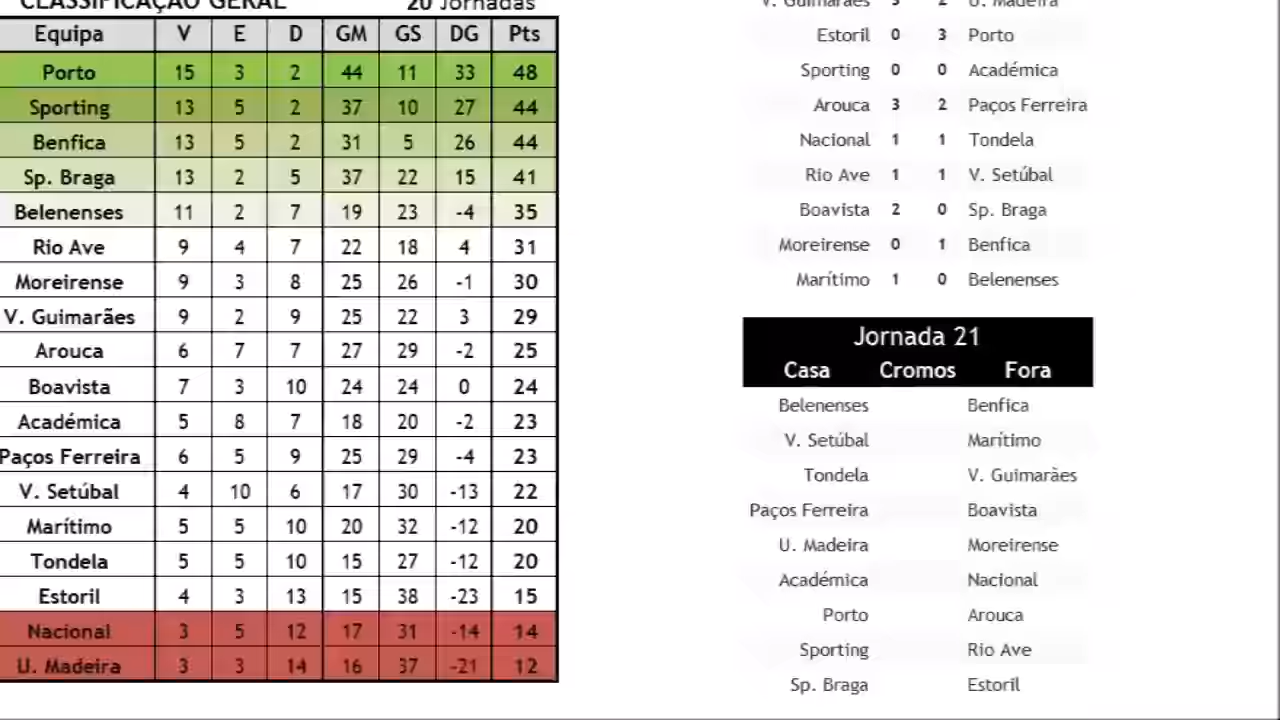 CLASSIFICAÇÃO GERAL 20 Jornadas
Equipa V E D GM GS DG Pts
Porto 15 3 2 44 11 33 48
Sporting 13 5 2 37 10 27 44
Benfica 13 5 2 31 5 26 44
Sp. Braga 13 2 5 37 22 15 41
Belenenses 11 2 7 19 23 -4 35
Rio Ave 9 4 7 22 18 4 31
Moreirense 9 3 8 25 26 -1 30
V. Guimarães 9 2 9 25 22 3 29
Arouca 6 7 7 27 29 -2 25
Boavista 7 3 10 24 24 0 24
Académica 5 8 7 18 20 -2 23
Paços Ferreira 6 5 9 25 29 -4 23
V. Setúbal 4 10 6 17 30 -13 22
Marítimo 5 5 10 20 32 -12 20
Tondela 5 5 10 15 27 -12 20
Estoril 4 3 13 15 38 -23 15
Nacional 3 5 12 17 31 -14 14
U. Madeira 3 3 14 16 37 -21 12
V. Guimarães 3 2 U. Madeira
Estoril 0 3 Porto
Sporting 0 0 Académica
Arouca 3 2 Paços Ferreira
Nacional 1 1 Tondela
Rio Ave 1 1 V. Setúbal
Boavista 2 0 Sp. Braga
Moreirense 0 1 Benfica
Marítimo 1 0 Belenenses
Jornada 21
Casa Cromos Fora
Belenenses Benfica
V. Setúbal Marítimo
Tondela V. Guimarães
Paços Ferreira Boavista
U. Madeira Moreirense
Académica Nacional
Porto Arouca
Sporting Rio Ave
Sp. Braga Estoril